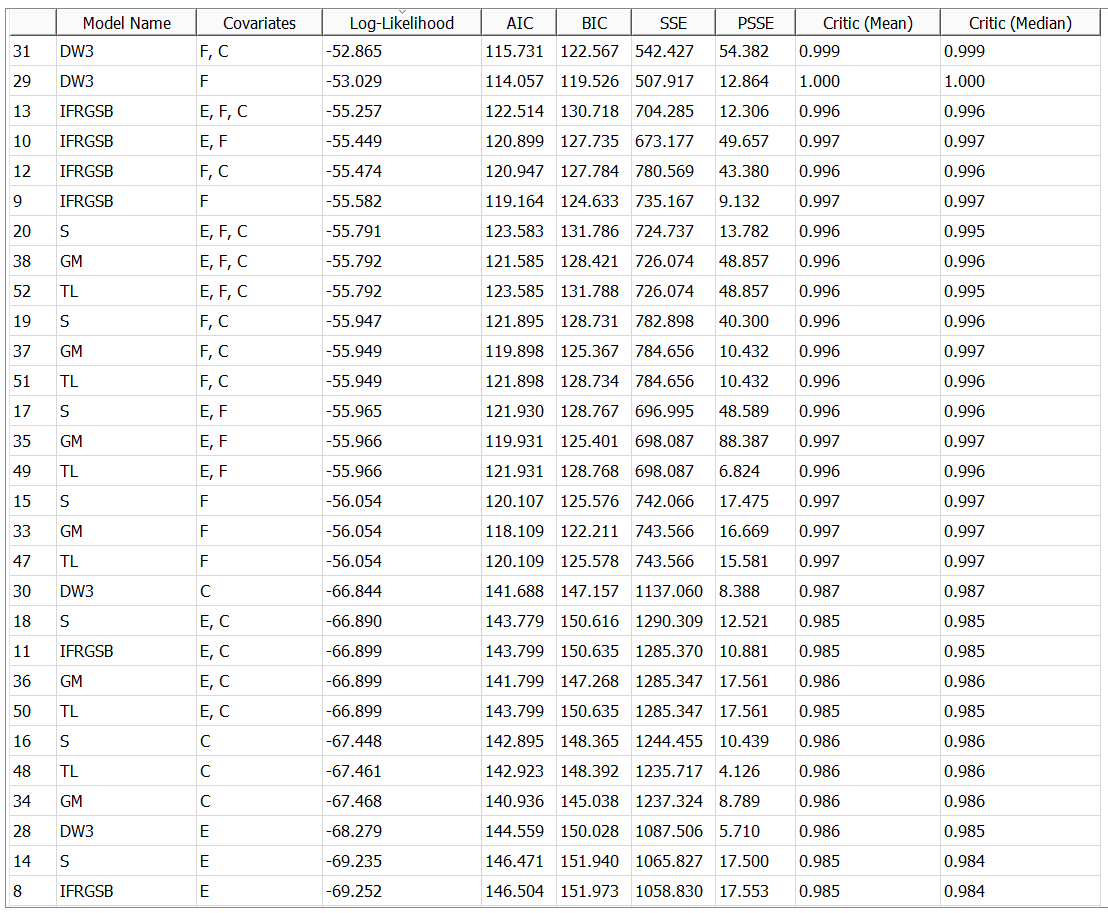 Model Name Covariates Log-Likelihood AIC BIC SSE PSSE Critic (Mean) Critic (Median)
31 DW3 F, C -52.865 115.731 122.567 542.427 54.382 0.999 0.999
29 DW3 F -53.029 114.057 119.526 507.917 12.864 1.000 1.000
13 IFRGSB E, F, C -55.257 122.514 130.718 704.285 12.306 0.996 0.996
10 IFRGSB E, F -55.449 120.899 127.735 673.177 49.657 0.997 0.997
12 IFRGSB F, C -55.474 120.947 127.784 780.569 43.380 0.996 0.996
9 IFRGSB F -55.582 119.164 124.633 735.167 9.132 0.997 0.997
20 S E, F, C -55.791 123.583 131.786 724.737 13.782 0.996 0.995
38 GM E, F, C -55.792 121.585 128.421 726.074 48.857 0.996 0.996
52 TL E, F, C -55.792 123.585 131.788 726.074 48.857 0.996 0.995
19 S F, C -55.947 121.895 128.731 782.898 40.300 0.996 0.996
37 GM F, C -55.949 119.898 125.367 784.656 10.432 0.996 0.997
51 TL F, C -55.949 121.898 128.734 784.656 10.432 0.996 0.996
17 S E, F -55.965 121.930 128.767 696.995 48.589 0.996 0.996
35 GM E, F -55.966 119.931 125.401 698.087 88.387 0.997 0.997
49 TL E, F -55.966 121.931 128.768 698.087 6.824 0.996 0.996
15 S F -56.054 120.107 125.576 742.066 17.475 0.997 0.997
33 GM F -56.054 118.109 122.211 743.566 16.669 0.997 0.997
47 TL F -56.054 120.109 125.578 743.566 15.581 0.997 0.997
30 DW3 C -66.844 141.688 147.157 1137.060 8.388 0.987 0.987
18 S E, C -66.890 143.779 150.616 1290.309 12.521 0.985 0.985
11 IFRGSB E, C -66.899 143.799 150.635 1285.370 10.881 0.985 0.985
36 GM E, C -66.899 141.799 147.268 1285.347 17.561 0.986 0.986
50 TL E, C -66.899 143.799 150.635 1285.347 17.561 0.985 0.985
16 S C -67.448 142.895 148.365 1244.455 10.439 0.986 0.986
48 TL C -67.461 142.923 148.392 1235.717 4.126 0.986 0.986
34 GM C -67.468 140.936 145.038 1237.324 8.789 0.986 0.986
28 DW3 E -68.279 144.559 150.028 1087.506 5.710 0.986 0.985
14 S E -69.235 146.471 151.940 1065.827 17.500 0.985 0.984
8 IFRGSB E -69.252 146.504 151.973 1058.830 17.553 0.985 0.984